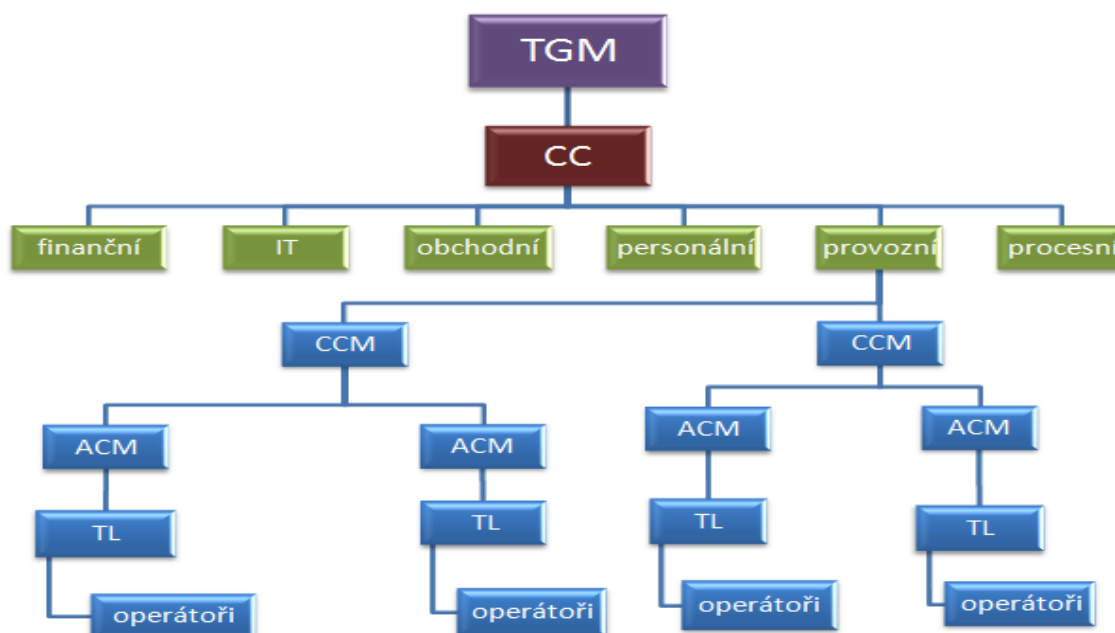 TGM
CC
finanční
IT
obchodní
personální
provozní
procesní
CCM
CCM
ACM
ACM
ACM
ACM
TL
TL
TL
TL
operátoři
operátoři
operátoři
operátoři